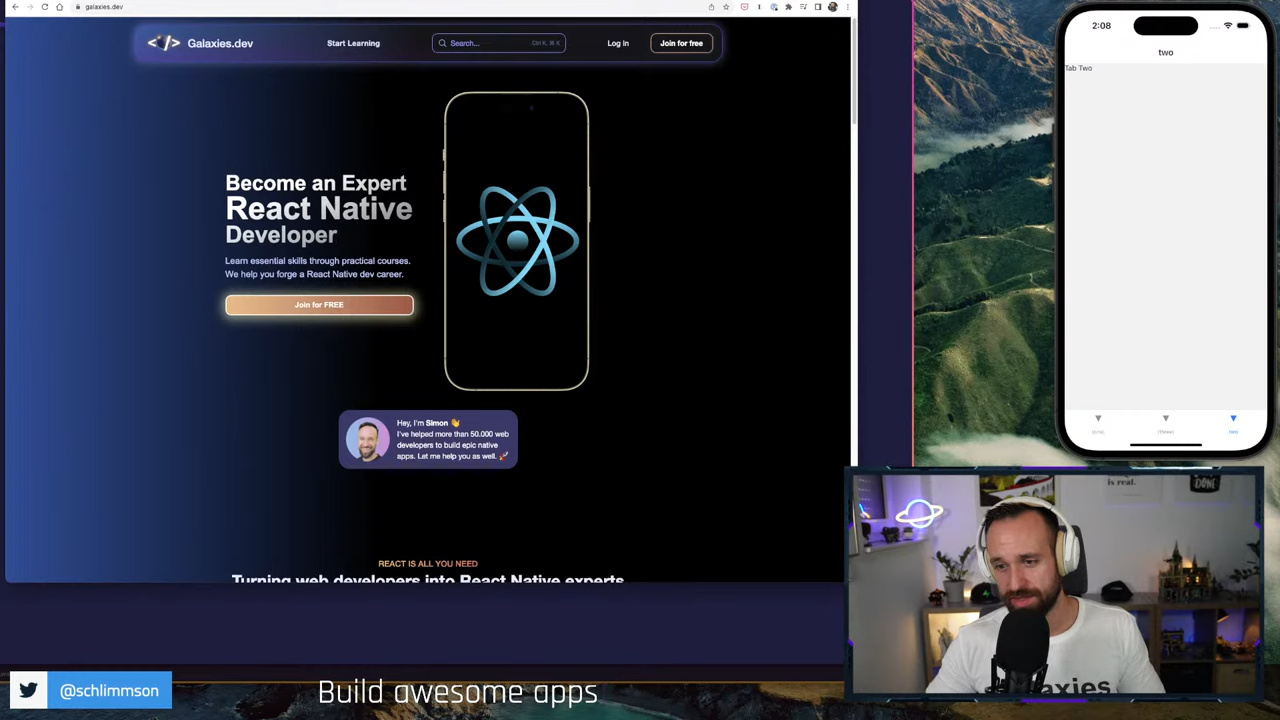 galaxies.dev
Galaxies.dev
Start Learning
Search...
Ctrl K, ⌘ K
Log In
Join for free
Become an Expert
React Native
Developer
Learn essential skills through practical courses.
We help you forge a React Native dev career.
Join for FREE
Hey, I'm Simon 👋
I've helped more than 50.000 web
developers to build epic native
apps. Let me help you as well. 🚀
REACT IS ALL YOU NEED
Turning web developers into React Native experts
2:08
two
Tab Two
two
is real.
DONE
@schlimmson
Build awesome apps